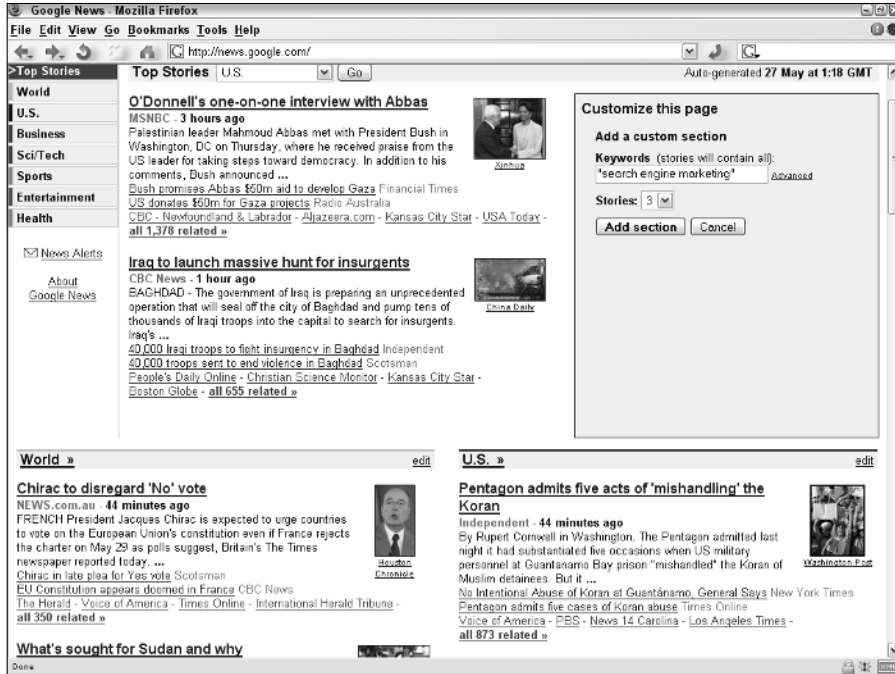 Google News - Mozilla Firefox
File Edit View Go Bookmarks Tools Help
http://news.google.com/
G
>Top Stories
World
U.S.
Business
Sci/Tech
Sports
Entertainment
Health
News Alerts
About
Google News
Top Stories U.S. Go
Auto-generated 27 May at 1:18 GMT
O'Donnell's one-on-one interview with Abbas
MSNBC - 3 hours ago
Palestinian leader Mahmoud Abbas met with President Bush in
Washington, DC on Thursday, where he received praise from the
US leader for taking steps toward democracy. In addition to his
comments, Bush announced ...
Bush promises Abbas $50m aid to develop Gaza Financial Times
US donates $50m for Gaza projects Radio Australia
CBC - Newfoundland & Labrador - Aljazeera.com - Kansas City Star - USA Today -
all 1,378 related »
Xinhua
Iraq to launch massive hunt for insurgents
CBC News - 1 hour ago
BAGHDAD - The government of Iraq is preparing an unprecedented
operation that will seal off the city of Baghdad and pump tens of
thousands of Iraqi troops into the capital to search for insurgents.
Iraq's ...
40,000 Iraqi troops to fight insurgency in Baghdad Independent
40,000 troops sent to end violence in Baghdad Scotsman
People's Daily Online - Christian Science Monitor - Kansas City Star -
Boston Globe - all 655 related »
China Daily
Customize this page
Add a custom section
Keywords (stories will contain all):
"search engine marketing" Advanced
Stories: 3
Add section Cancel
World » edit
Chirac to disregard 'No' vote
NEWS.com.au - 44 minutes ago
FRENCH President Jacques Chirac is expected to urge countries
to vote on the European Union's constitution even if France rejects
the charter on May 29 as polls suggest, Britain's The Times
newspaper reported today. ...
Chirac in late plea for Yes vote Scotsman
EU Constitution appears doomed in France CBC News
The Herald - Voice of America - Times Online - International Herald Tribune -
all 350 related »
Houston
Chronicle
What's sought for Sudan and why
U.S. » edit
Pentagon admits five acts of 'mishandling' the
Koran
Independent - 44 minutes ago
By Rupert Cornwell in Washington. The Pentagon admitted last
night it had substantiated five occasions when US military
personnel at Guantanamo Bay prison "mishandled" the Koran of
Muslim detainees. But it ...
No Intentional Abuse of Koran at Guantánamo, General Says New York Times
Pentagon admits five cases of Koran abuse Times Online
Voice of America - PBS - News 14 Carolina - Los Angeles Times -
all 873 related »
Washington Post
Done